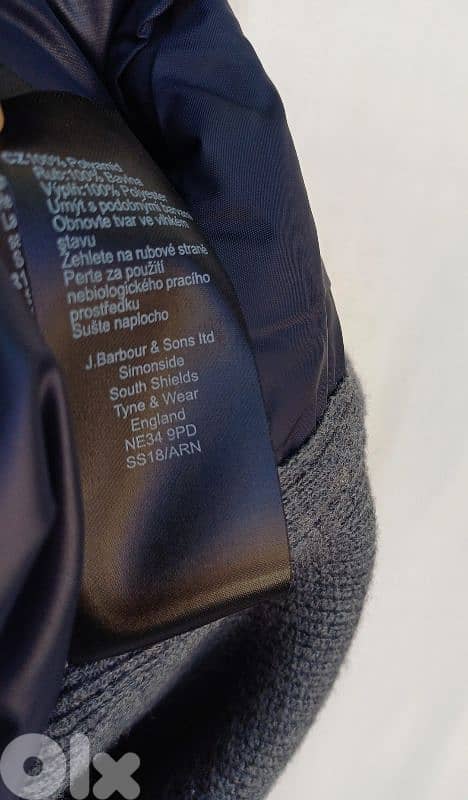 CZ100% Polyamid
Rub:100% Bavlna
Výplň:100% Polyester
Umýt s podobnými barvami
Obnovte tvar ve vlhkém
stavu
Žehlete na rubové straně
Perte za použití
nebiologického pracího
prostředku
Sušte naplocho
J.Barbour & Sons ltd
Simonside
South Shields
Tyne & Wear
England
NE34 9PD
SS18/ARN
olx